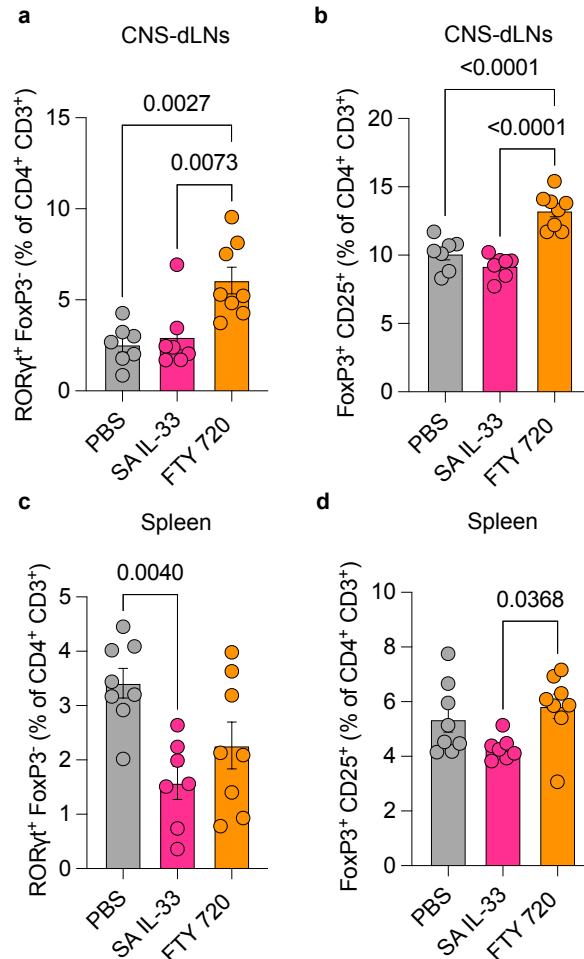 a
CNS-dLNs
RORγt⁺ FoxP3⁻ (% of CD4⁺ CD3⁺)
15
10
5
0
0.0027
0.0073
PBS
SA IL-33
FTY 720
b
CNS-dLNs
FoxP3⁺ CD25⁺ (% of CD4⁺ CD3⁺)
20
15
10
5
0
<0.0001
<0.0001
PBS
SA IL-33
FTY 720
c
Spleen
RORγt⁺ FoxP3⁻ (% of CD4⁺ CD3⁺)
5
4
3
2
1
0
0.0040
PBS
SA IL-33
FTY 720
d
Spleen
FoxP3⁺ CD25⁺ (% of CD4⁺ CD3⁺)
10
8
6
4
2
0
0.0368
PBS
SA IL-33
FTY 720